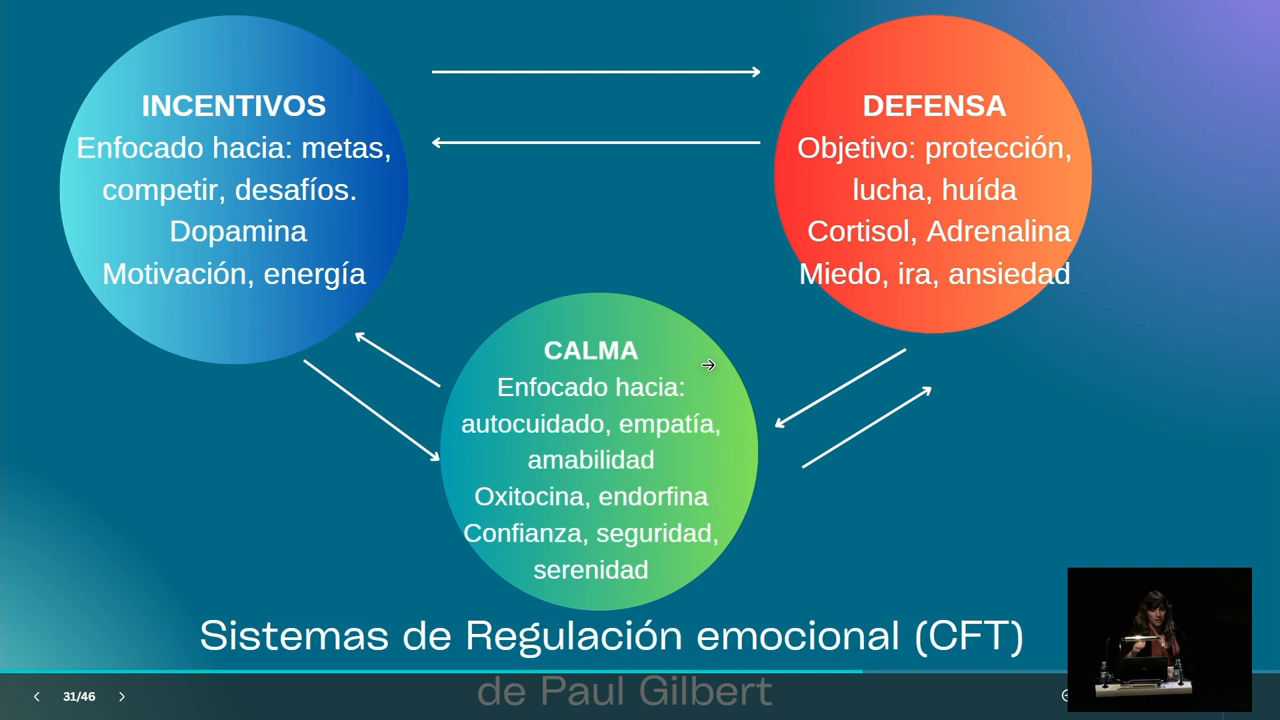 INCENTIVOS
Enfocado hacia: metas,
competir, desafíos.
Dopamina
Motivación, energía
DEFENSA
Objetivo: protección,
lucha, huída
Cortisol, Adrenalina
Miedo, ira, ansiedad
CALMA
Enfocado hacia:
autocuidado, empatía,
amabilidad
Oxitocina, endorfina
Confianza, seguridad,
serenidad
Sistemas de Regulación emocional (CFT)
de Paul Gilbert
31/46